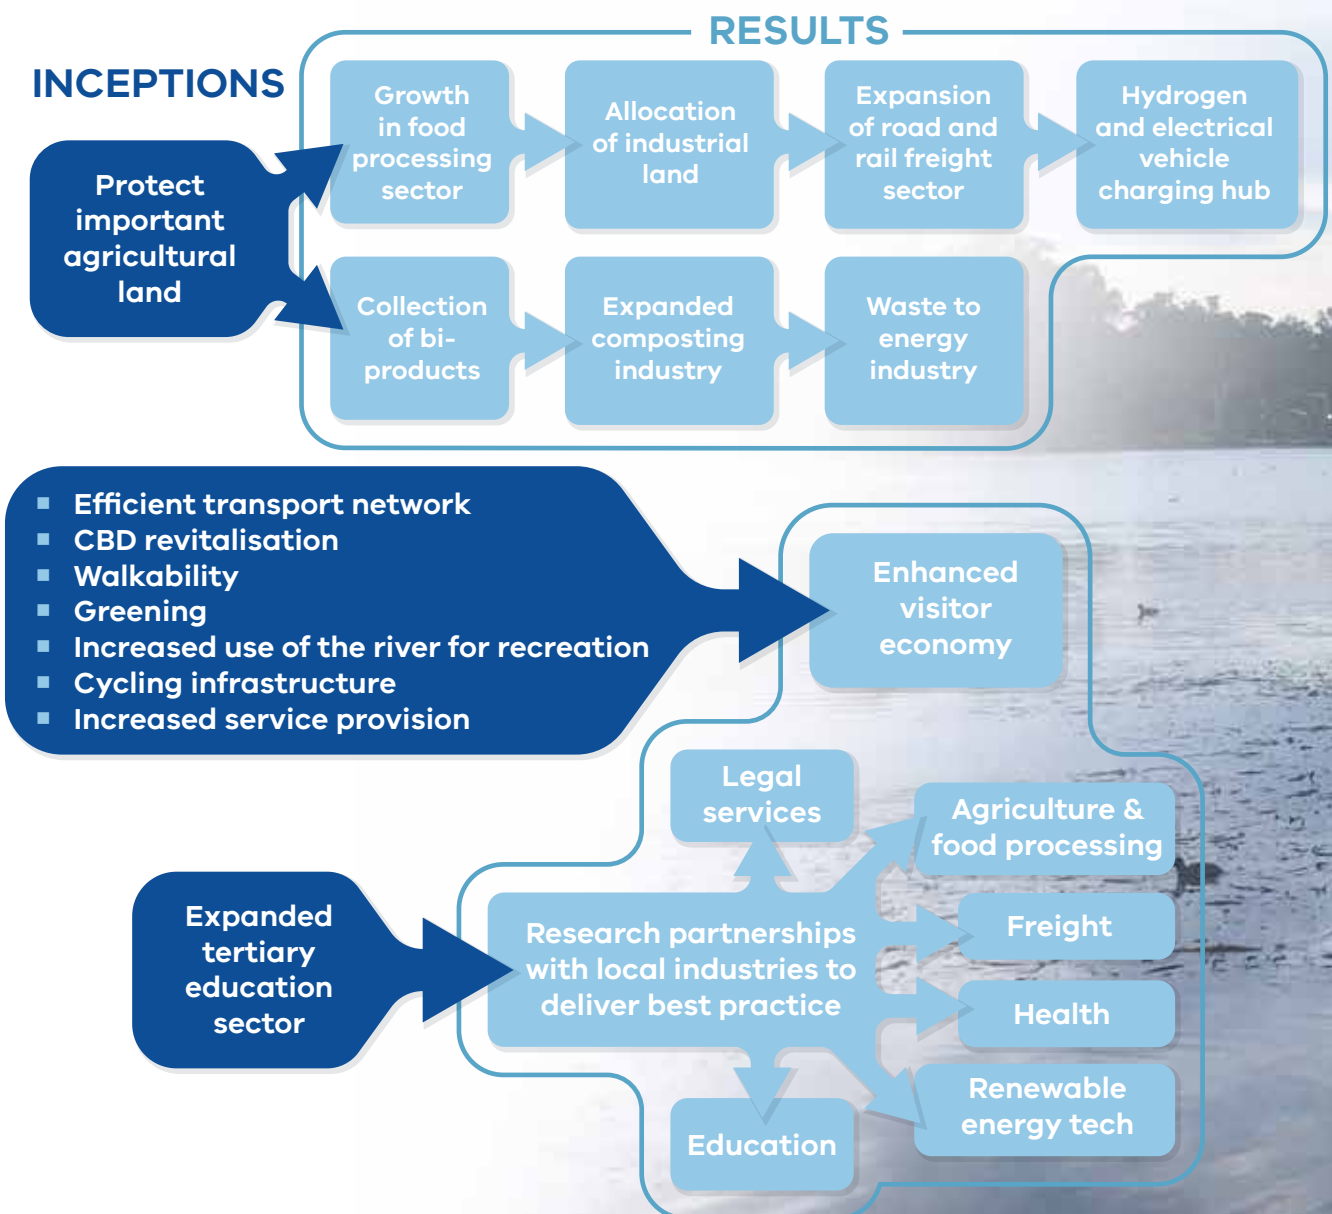 RESULTS
INCEPTIONS
Protect
important
agricultural
land
Growth
in food
processing
sector
Allocation
of industrial
land
Expansion
of road and
rail freight
sector
Hydrogen
and electrical
vehicle
charging hub
Collection
of bi-
products
Expanded
composting
industry
Waste to
energy
industry
Efficient transport network
CBD revitalisation
Walkability
Greening
Increased use of the river for recreation
Cycling infrastructure
Increased service provision
Enhanced
visitor
economy
Expanded
tertiary
education
sector
Research partnerships
with local industries to
deliver best practice
Legal
services
Agriculture &
food processing
Freight
Health
Renewable
energy tech
Education